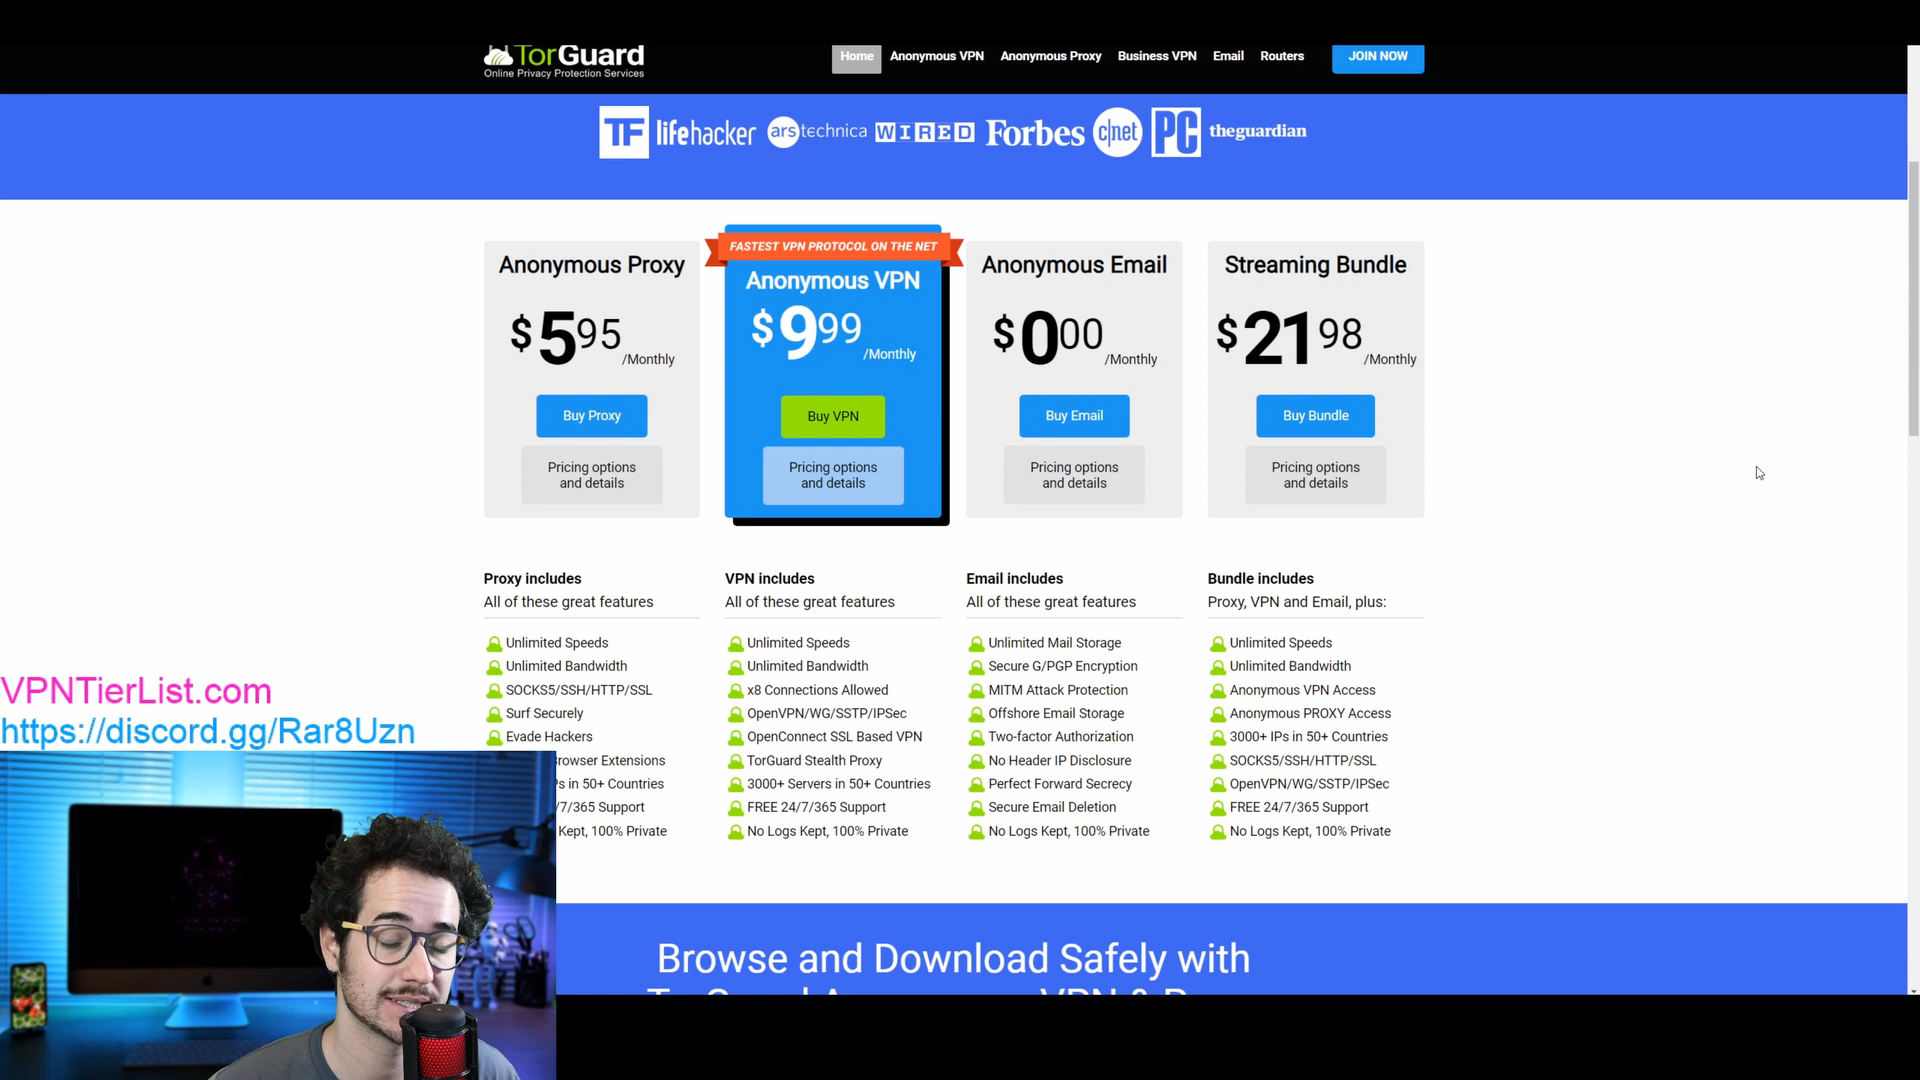 TorGuard
Online Privacy Protection Services
Home
Anonymous VPN
Anonymous Proxy
Business VPN
Email
Routers
JOIN NOW
TF lifehacker ars technica WIRED Forbes c|net PC theguardian
Anonymous Proxy
$5 95 /Monthly
Buy Proxy
Pricing options
and details
FASTEST VPN PROTOCOL ON THE NET
Anonymous VPN
$9 99 /Monthly
Buy VPN
Pricing options
and details
Anonymous Email
$0 00 /Monthly
Buy Email
Pricing options
and details
Streaming Bundle
$21 98 /Monthly
Buy Bundle
Pricing options
and details
Proxy includes
All of these great features
Unlimited Speeds
Unlimited Bandwidth
SOCKS5/SSH/HTTP/SSL
Surf Securely
Evade Hackers
Extensions
in 50+ Countries
/7/365 Support
Kept, 100% Private
VPN includes
All of these great features
Unlimited Speeds
Unlimited Bandwidth
x8 Connections Allowed
OpenVPN/WG/SSTP/IPSec
OpenConnect SSL Based VPN
TorGuard Stealth Proxy
3000+ Servers in 50+ Countries
FREE 24/7/365 Support
No Logs Kept, 100% Private
Email includes
All of these great features
Unlimited Mail Storage
Secure G/PGP Encryption
MITM Attack Protection
Offshore Email Storage
Two-factor Authorization
No Header IP Disclosure
Perfect Forward Secrecy
Secure Email Deletion
No Logs Kept, 100% Private
Bundle includes
Proxy, VPN and Email, plus:
Unlimited Speeds
Unlimited Bandwidth
Anonymous VPN Access
Anonymous PROXY Access
3000+ IPs in 50+ Countries
SOCKS5/SSH/HTTP/SSL
OpenVPN/WG/SSTP/IPSec
FREE 24/7/365 Support
No Logs Kept, 100% Private
VPNTierList.com
https://discord.gg/Rar8Uzn
Browse and Download Safely with
VPN &